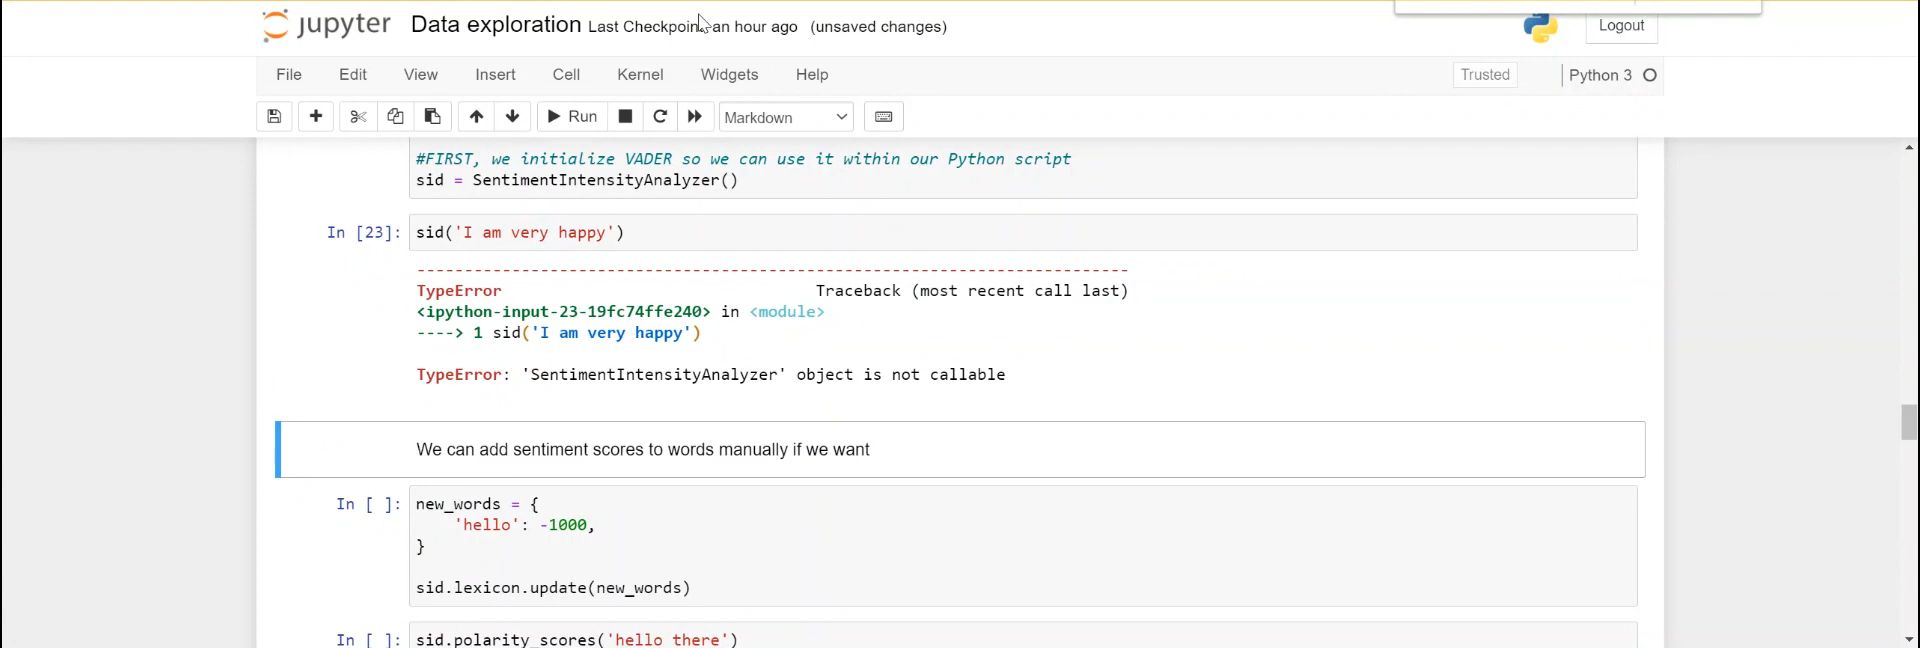 jupyter Data exploration Last Checkpoint: an hour ago (unsaved changes)
Logout
File Edit View Insert Cell Kernel Widgets Help
Trusted
Python 3
Run
Markdown
#FIRST, we initialize VADER so we can use it within our Python script
sid = SentimentIntensityAnalyzer()
In [23]: sid('I am very happy')
---------------------------------------------------------------------------
TypeError Traceback (most recent call last)
<ipython-input-23-19fc74ffe240> in <module>
----> 1 sid('I am very happy')
TypeError: 'SentimentIntensityAnalyzer' object is not callable
We can add sentiment scores to words manually if we want
In [ ]: new_words = {
'hello': -1000,
}
sid.lexicon.update(new_words)
In [ ]: sid.polarity_scores('hello there')